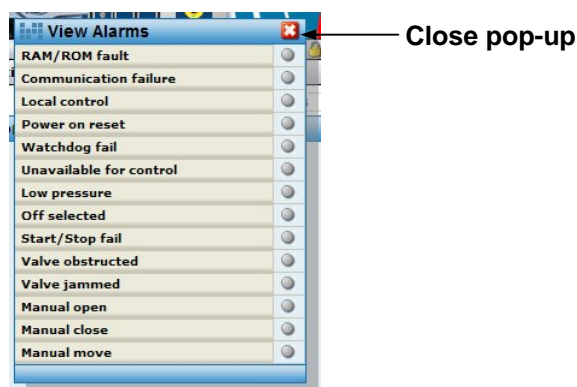 View Alarms
Close pop-up
RAM/ROM fault
Communication failure
Local control
Power on reset
Watchdog fail
Unavailable for control
Low pressure
Off selected
Start/Stop fail
Valve obstructed
Valve jammed
Manual open
Manual close
Manual move